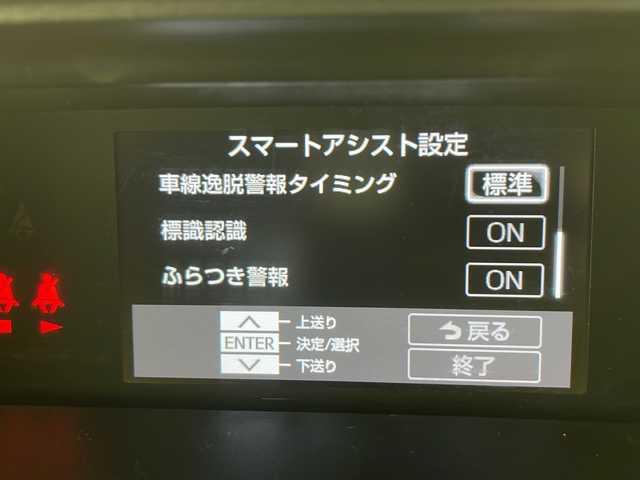 スマートアシスト設定
車線逸脱警報タイミング 標準
標識認識 ON
ふらつき警報 ON
上送り
ENTER 決定/選択
下送り
戻る
終了